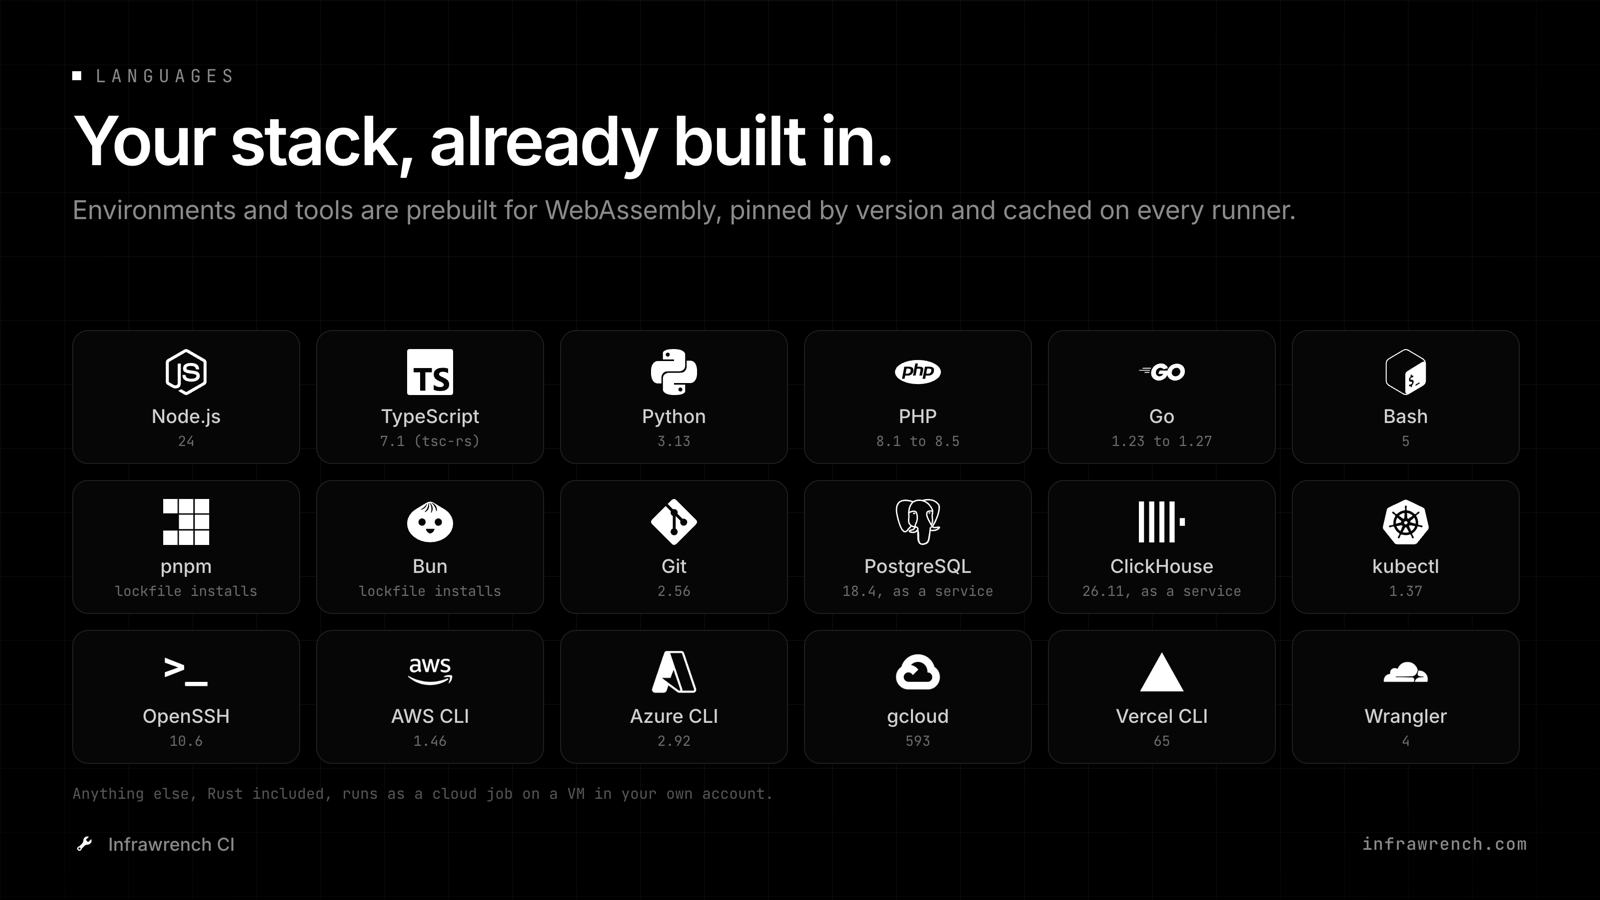 LANGUAGES
Your stack, already built in.
Environments and tools are prebuilt for WebAssembly, pinned by version and cached on every runner.
JS
Node.js
24
TS
TypeScript
7.1 (tsc-rs)
Python
3.13
php
PHP
8.1 to 8.5
GO
Go
1.23 to 1.27
$_
Bash
5
pnpm
lockfile installs
Bun
lockfile installs
Git
2.56
PostgreSQL
18.4, as a service
ClickHouse
26.11, as a service
kubectl
1.37
>_
OpenSSH
10.6
aws
AWS CLI
1.46
Azure CLI
2.92
gcloud
593
Vercel CLI
65
Wrangler
4
Anything else, Rust included, runs as a cloud job on a VM in your own account.
Infrawrench CI
infrawrench.com